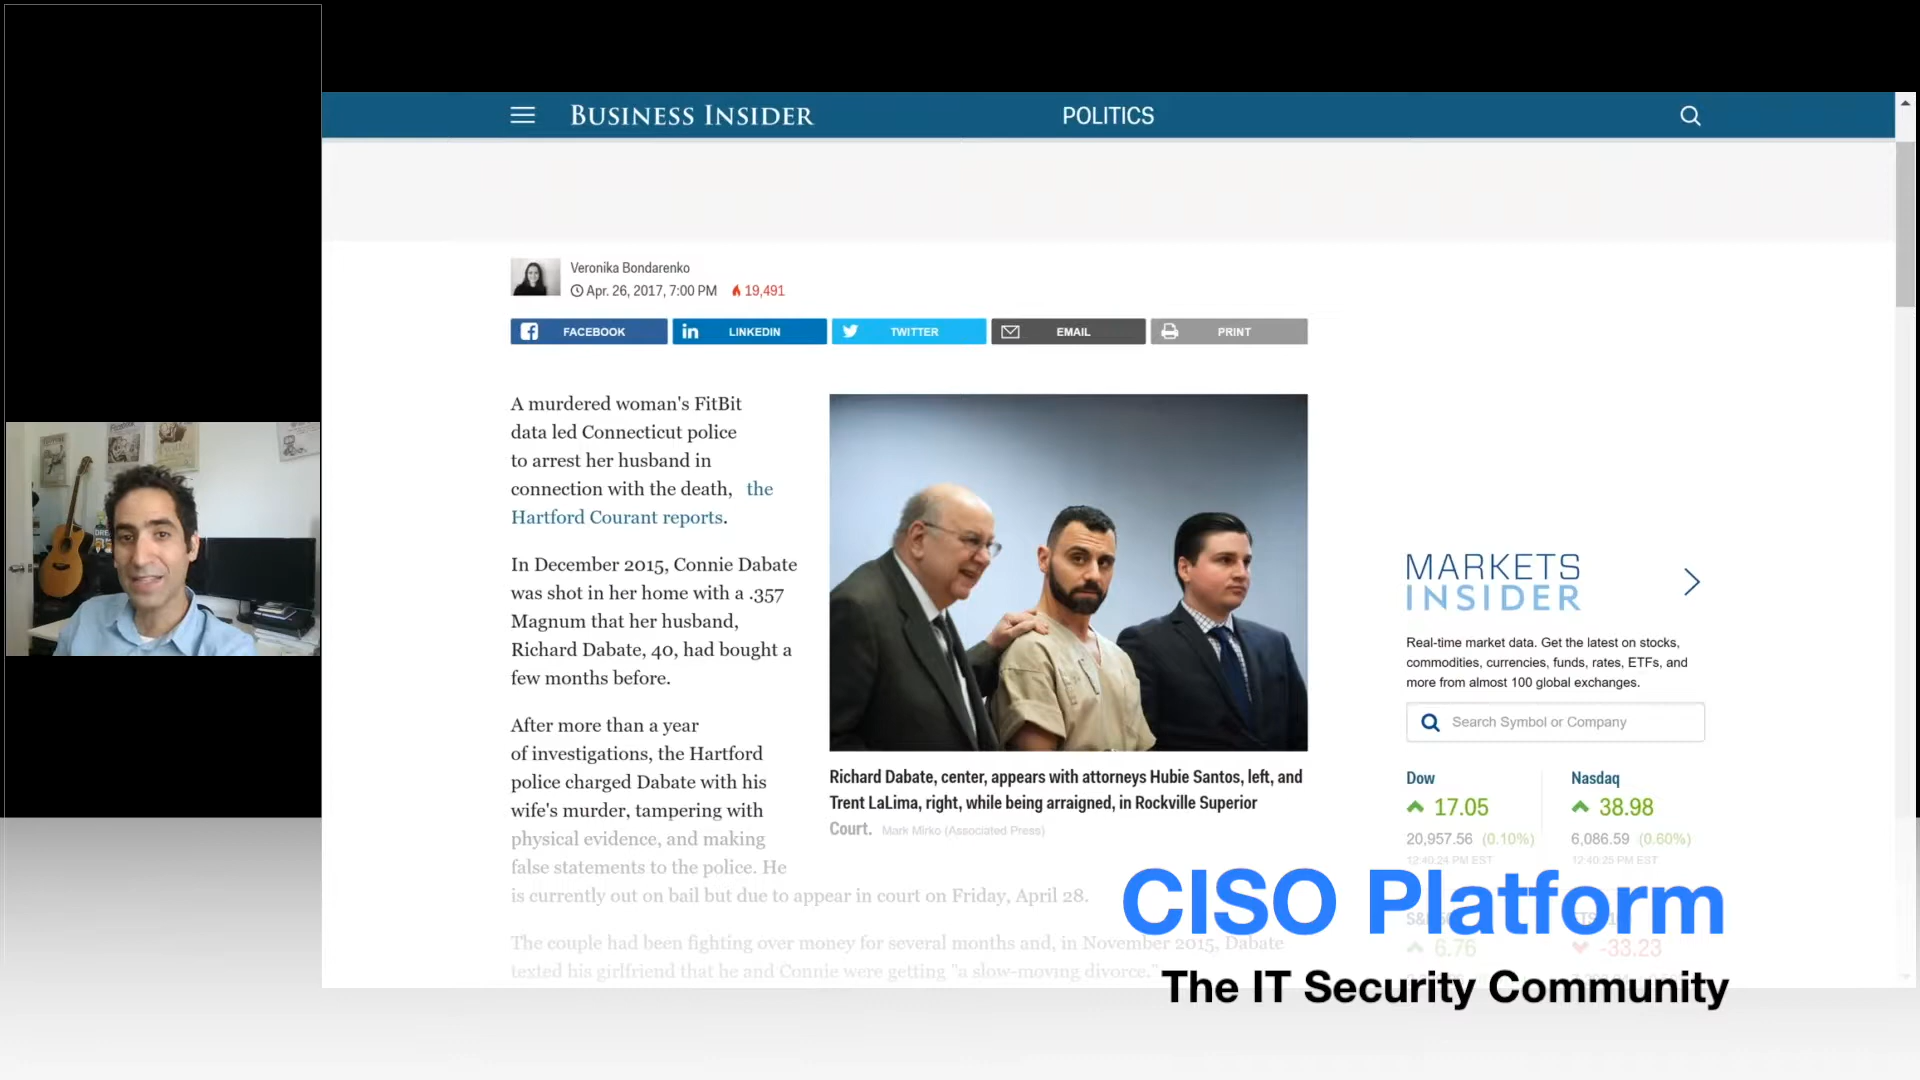 BUSINESS INSIDER
POLITICS
Veronika Bondarenko
Apr. 26, 2017, 7:00 PM 19,491
FACEBOOK
LINKEDIN
TWITTER
EMAIL
PRINT
A murdered woman's FitBit
data led Connecticut police
to arrest her husband in
connection with the death, the
Hartford Courant reports.
In December 2015, Connie Dabate
was shot in her home with a .357
Magnum that her husband,
Richard Dabate, 40, had bought a
few months before.
After more than a year
of investigations, the Hartford
police charged Dabate with his
wife's murder, tampering with
physical evidence, and making
false statements to the police. He
is currently out on bail but due to appear in court on Friday, April 28.
The couple had been fighting over money for several months and, in November 2015, Dabate
texted his girlfriend that he and Connie were getting "a slow-moving divorce."
Richard Dabate, center, appears with attorneys Hubie Santos, left, and
Trent LaLima, right, while being arraigned, in Rockville Superior
Court. Mark Mirko (Associated Press)
MARKETS
INSIDER
Real-time market data. Get the latest on stocks,
commodities, currencies, funds, rates, ETFs, and
more from almost 100 global exchanges.
Search Symbol or Company
Dow
17.05
20,957.56 (0.10%)
12:40:24 PM EST
Nasdaq
38.98
6,086.59 (0.60%)
12:40:25 PM EST
6.76
-33.23
CISO Platform
The IT Security Community